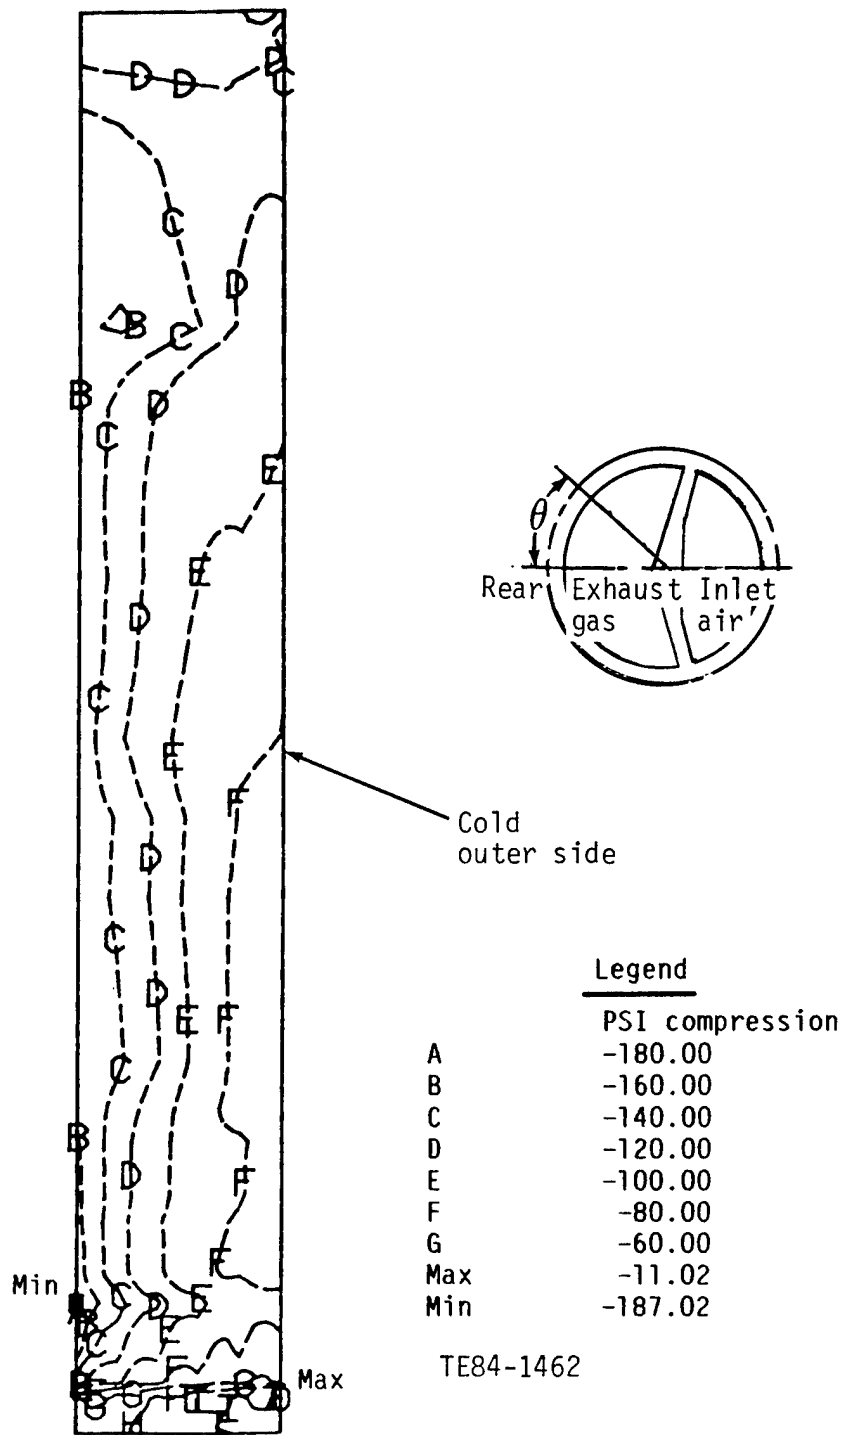 D
D
D
C
C
D
B
C
B
D
C
E
E
D
C
E
F
D
C
D
E
F
C
B
D
F
F
Min
C
D
E
Max
θ
Rear Exhaust Inlet
gas air
Cold
outer side
Legend
PSI compression
A -180.00
B -160.00
C -140.00
D -120.00
E -100.00
F -80.00
G -60.00
Max -11.02
Min -187.02
TE84-1462